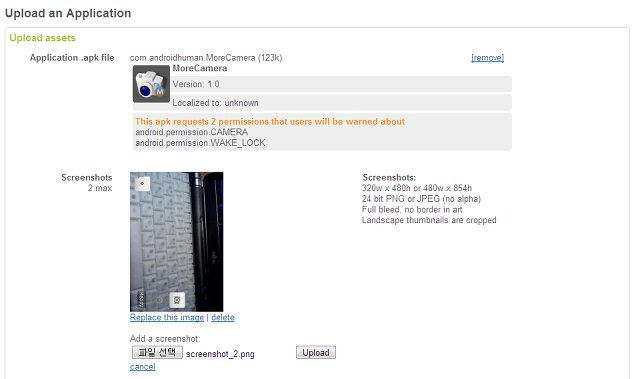 Upload an Application
Upload assets
Application .apk file
com.androidhuman.MoreCamera (123k)
[remove]
MoreCamera
Version: 1.0
Localized to: unknown
This apk requests 2 permissions that users will be warned about
android.permission.CAMERA
android.permission.WAKE_LOCK
Screenshots
2 max
Replace this image | delete
Screenshots:
320w x 480h or 480w x 854h
24 bit PNG or JPEG (no alpha)
Full bleed, no border in art
Landscape thumbnails are cropped
Add a screenshot:
파일 선택 screenshot_2.png Upload
cancel